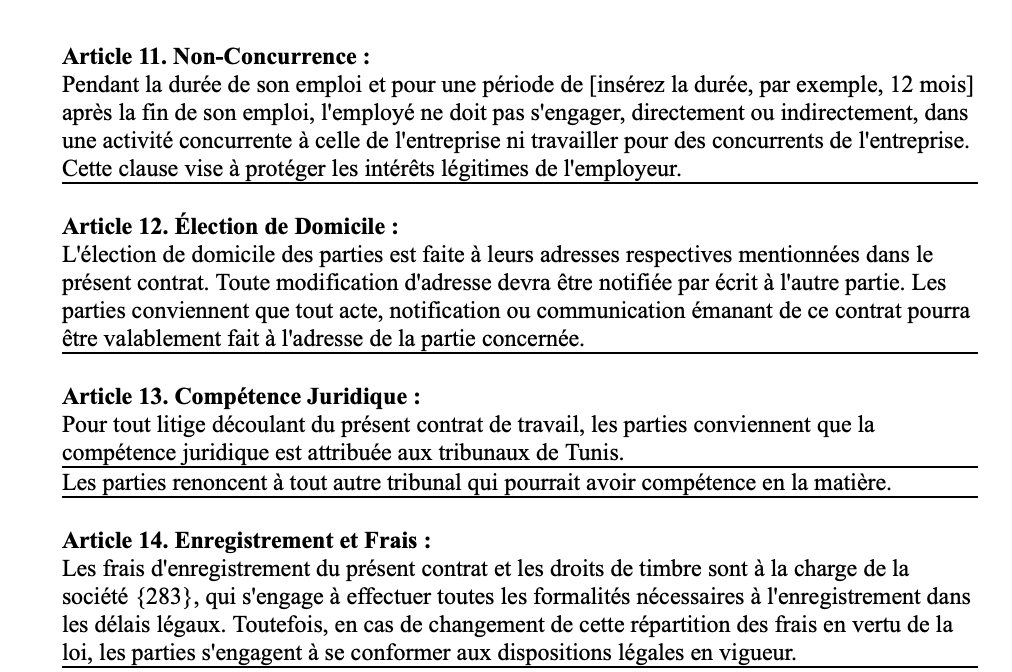 Article 11. Non-Concurrence :
Pendant la durée de son emploi et pour une période de [insérez la durée, par exemple, 12 mois]
après la fin de son emploi, l'employé ne doit pas s'engager, directement ou indirectement, dans
une activité concurrente à celle de l'entreprise ni travailler pour des concurrents de l'entreprise.
Cette clause vise à protéger les intérêts légitimes de l'employeur.
Article 12. Élection de Domicile :
L'élection de domicile des parties est faite à leurs adresses respectives mentionnées dans le
présent contrat. Toute modification d'adresse devra être notifiée par écrit à l'autre partie. Les
parties conviennent que tout acte, notification ou communication émanant de ce contrat pourra
être valablement fait à l'adresse de la partie concernée.
Article 13. Compétence Juridique :
Pour tout litige découlant du présent contrat de travail, les parties conviennent que la
compétence juridique est attribuée aux tribunaux de Tunis.
Les parties renoncent à tout autre tribunal qui pourrait avoir compétence en la matière.
Article 14. Enregistrement et Frais :
Les frais d'enregistrement du présent contrat et les droits de timbre sont à la charge de la
société {283}, qui s'engage à effectuer toutes les formalités nécessaires à l'enregistrement dans
les délais légaux. Toutefois, en cas de changement de cette répartition des frais en vertu de la
loi, les parties s'engagent à se conformer aux dispositions légales en vigueur.